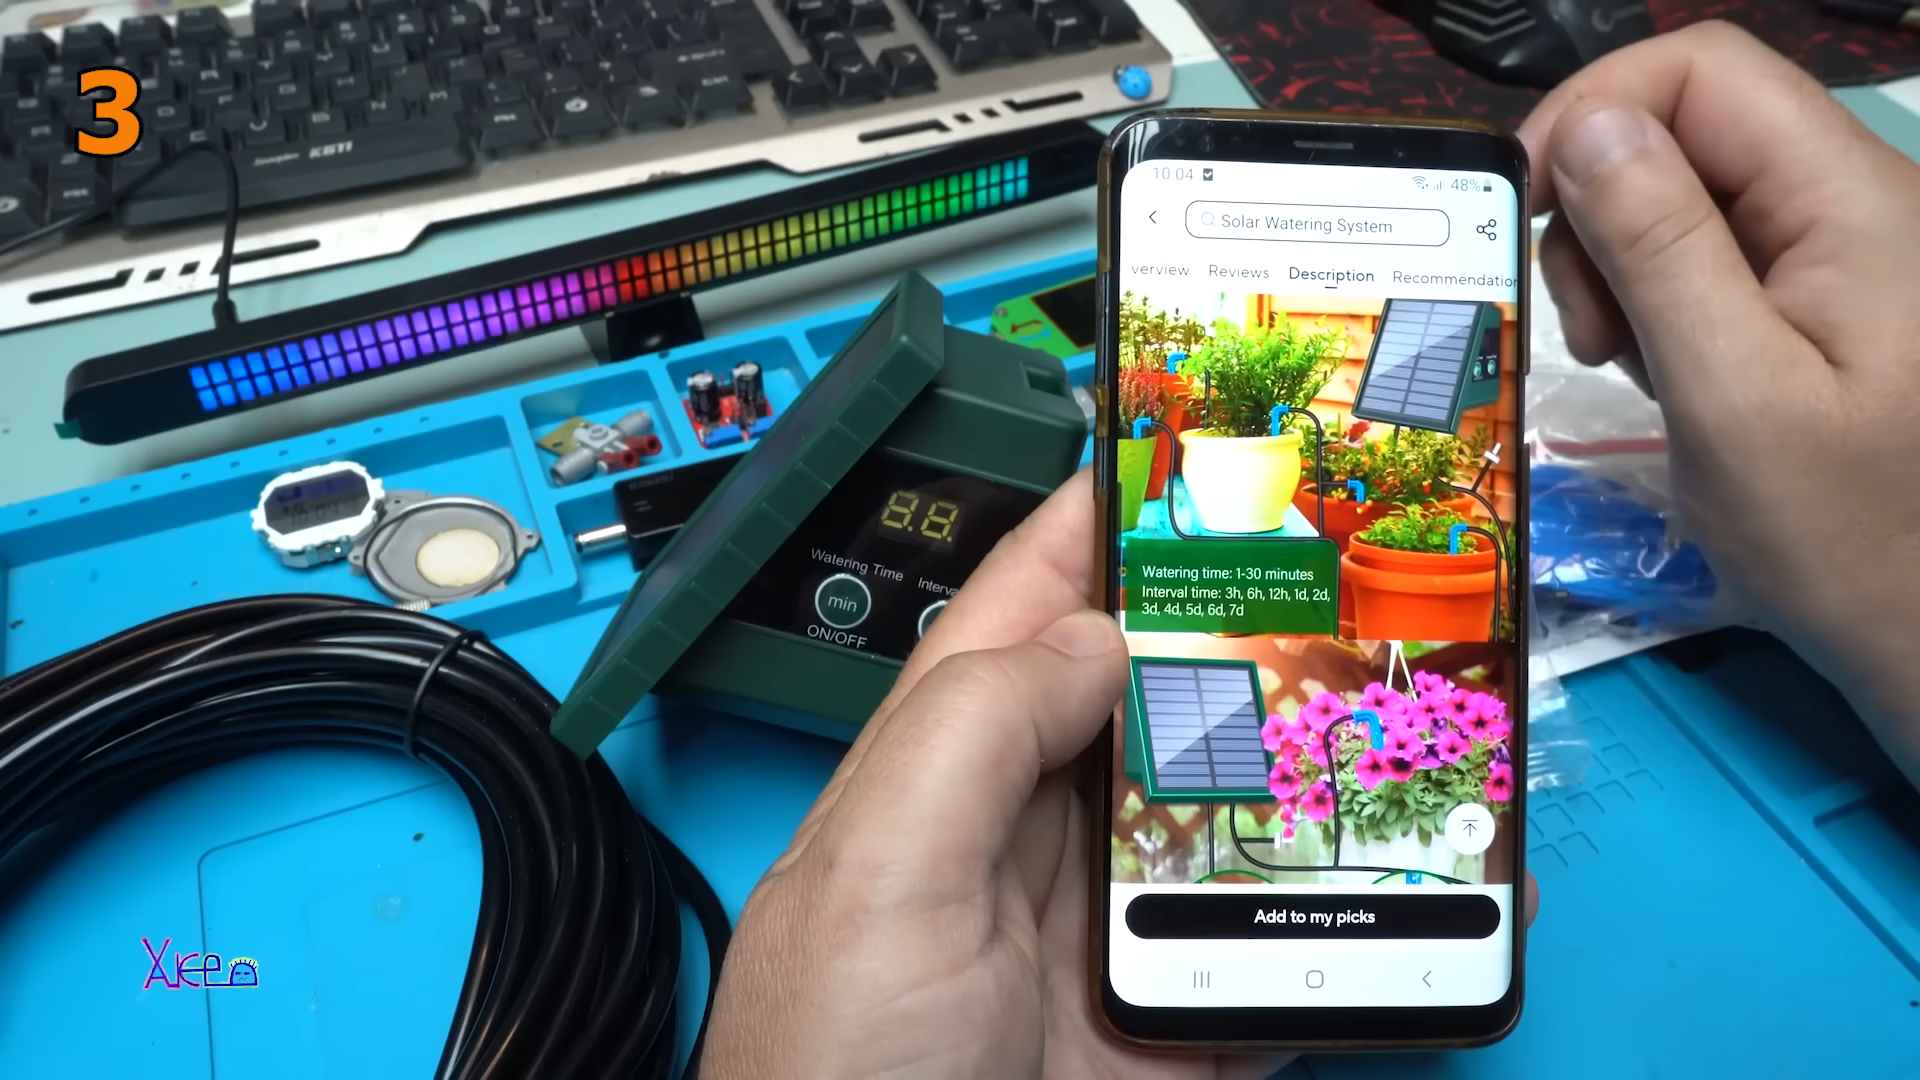 3
K611
10:04
48%
Solar Watering System
verview Reviews Description Recommendation
Watering time: 1-30 minutes
Interval time: 3h, 6h, 12h, 1d, 2d,
3d, 4d, 5d, 6d, 7d
Add to my picks
8.8.
Watering Time
Interva
min
ON/OFF
Хакер